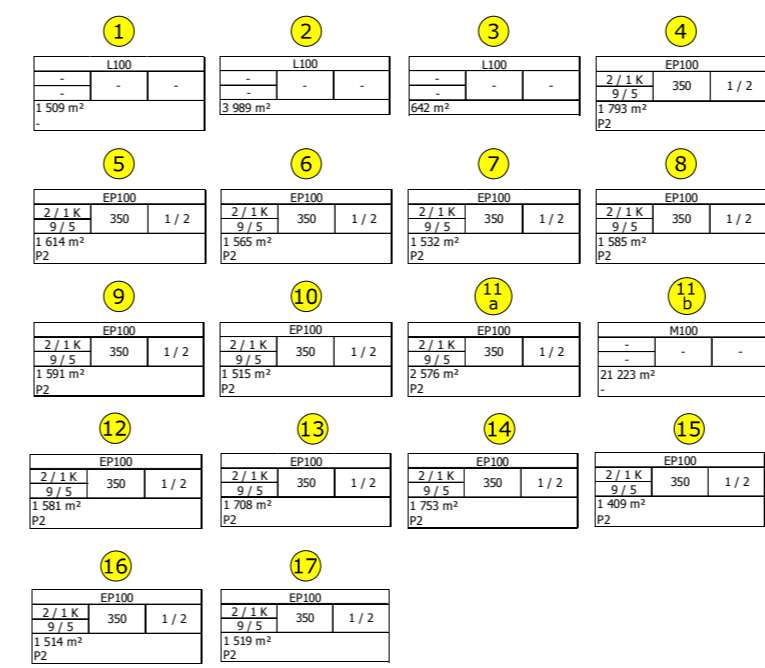 1 2 3 4
L100 L100 L100 EP100
- - - 2 / 1 K
- - - - - - 350 1 / 2
- - - 9 / 5
1 509 m² 3 989 m² 642 m² 1 793 m²
- P2
5 6 7 8
EP100 EP100 EP100 EP100
2 / 1 K 2 / 1 K 2 / 1 K 2 / 1 K
350 1 / 2 350 1 / 2 350 1 / 2 350 1 / 2
9 / 5 9 / 5 9 / 5 9 / 5
1 614 m² 1 565 m² 1 532 m² 1 585 m²
P2 P2 P2 P2
9 10 11 a 11 b
EP100 EP100 EP100 M100
2 / 1 K 2 / 1 K 2 / 1 K -
350 1 / 2 350 1 / 2 350 1 / 2 - -
9 / 5 9 / 5 9 / 5 -
1 591 m² 1 515 m² 2 576 m² 21 223 m²
P2 P2 P2 -
12 13 14 15
EP100 EP100 EP100 EP100
2 / 1 K 2 / 1 K 2 / 1 K 2 / 1 K
350 1 / 2 350 1 / 2 350 1 / 2 350 1 / 2
9 / 5 9 / 5 9 / 5 9 / 5
1 581 m² 1 708 m² 1 753 m² 1 409 m²
P2 P2 P2 P2
16 17
EP100 EP100
2 / 1 K 2 / 1 K
350 1 / 2 350 1 / 2
9 / 5 9 / 5
1 514 m² 1 519 m²
P2 P2